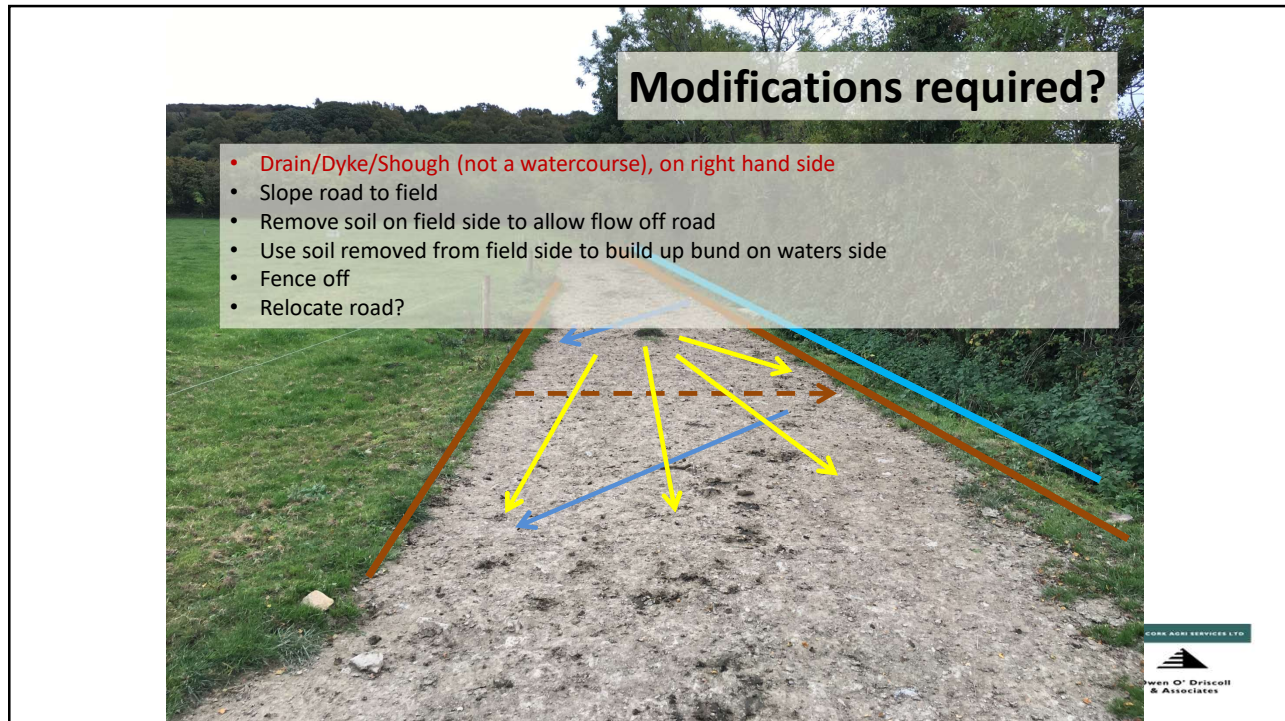 Modifications required?
• Drain/Dyke/Shough (not a watercourse), on right hand side
• Slope road to field
• Remove soil on field side to allow flow off road
• Use soil removed from field side to build up bund on waters side
• Fence off
• Relocate road?
CORK AGRI SERVICES LTD
wen O' Driscoll
& Associates